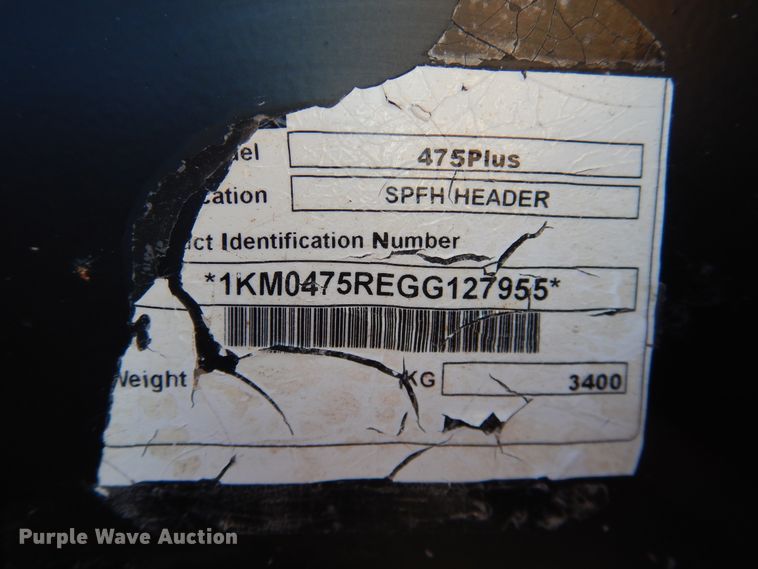 del 475Plus
cation SPFH HEADER
uct Identification Number
*1KM0475REGG127955*
Weight KG 3400
Purple Wave Auction